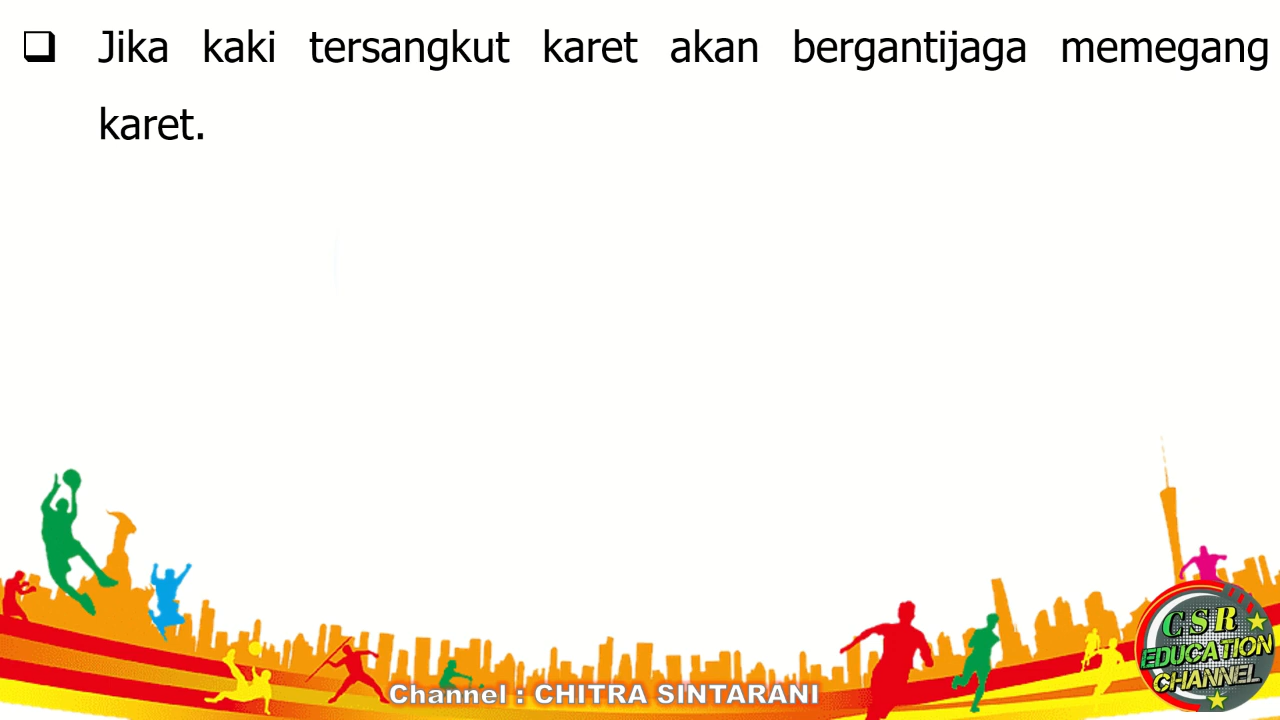 Jika kaki tersangkut karet akan bergantijaga memegang
karet.
Channel : CHITRA SINTARANI
CSR
EDUCATION
CHANNEL